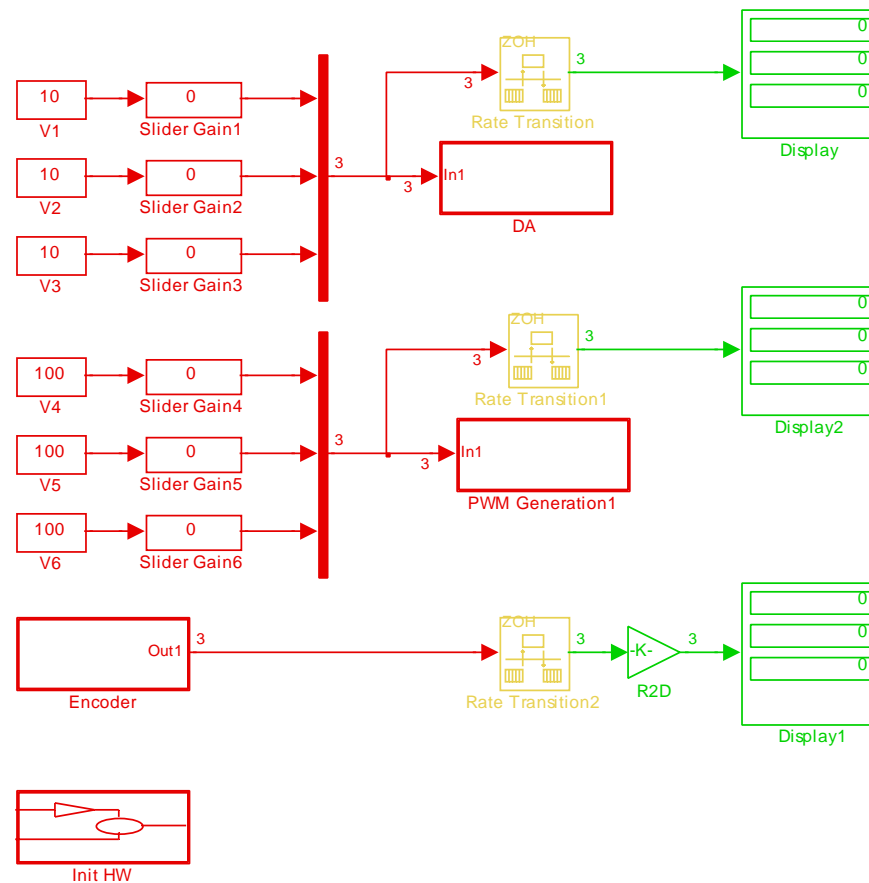 ZOH
3
3
Rate Transition
0
0
0
Display
10
V1
0
Slider Gain1
10
V2
0
Slider Gain2
10
V3
0
Slider Gain3
3
3
In1
DA
ZOH
3
3
Rate Transition1
0
0
0
Display2
100
V4
0
Slider Gain4
100
V5
0
Slider Gain5
100
V6
0
Slider Gain6
3
3
In1
PWM Generation1
Out1
3
Encoder
ZOH
3
Rate Transition2
-K-
3
R2D
0
0
0
Display1
Init HW